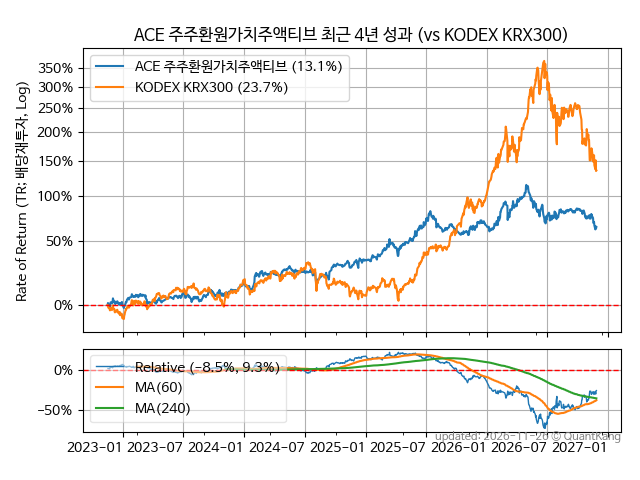 ACE 주주환원가치주액티브 최근 4년 성과 (vs KODEX KRX300)
Rate of Return (TR: 배당재투자, Log)
350%
300%
250%
200%
150%
100%
50%
0%
ACE 주주환원가치주액티브 (13.1%)
KODEX KRX300 (23.7%)
0%
−50%
Relative (−8.5%, 9.3%)
MA(60)
MA(240)
2023−01 2023−07 2024−01 2024−07 2025−01 2025−07 2026−01 2026−07 2027−01
updated: 2026−11−26 © QuantKang